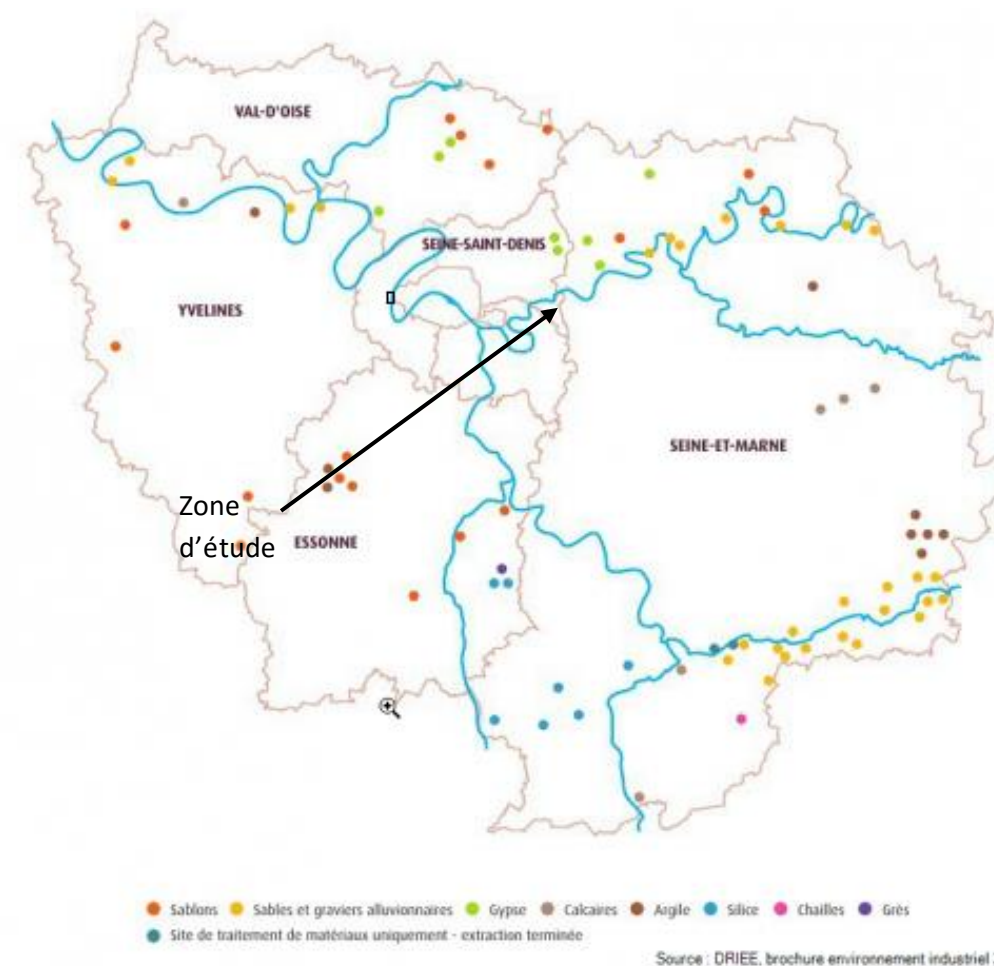 VAL-D'OISE
SEINE-SAINT-DENIS
YVELINES
SEINE-ET-MARNE
Zone
d'étude
ESSONNE
Sablons Sables et graviers alluvionnaires Gypse Calcaires Argile Silice Chailles Grès
Site de traitement de matériaux uniquement - extraction terminée
Source : DRIEE, brochure environnement industriel